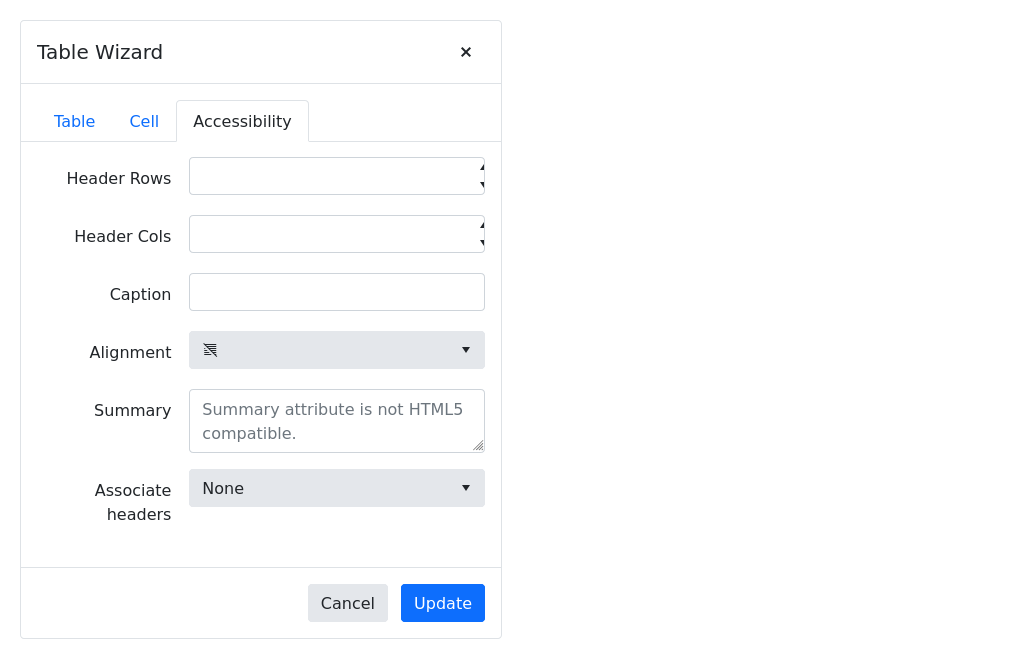 Table Wizard ×
Table Cell Accessibility
Header Rows
Header Cols
Caption
Alignment
Summary
Summary attribute is not HTML5
compatible.
Associate
headers
None
Cancel Update